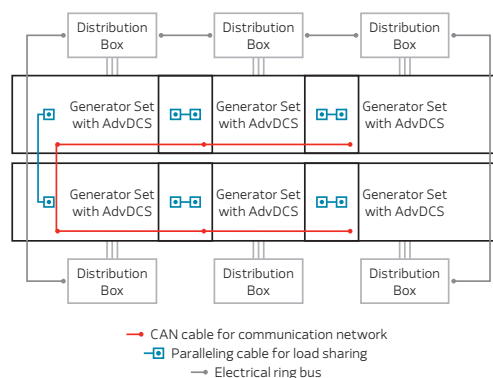 Distribution
Box
Distribution
Box
Distribution
Box
Generator Set
with AdvDCS
Generator Set
with AdvDCS
Generator Set
with AdvDCS
Generator Set
with AdvDCS
Generator Set
with AdvDCS
Generator Set
with AdvDCS
Distribution
Box
Distribution
Box
Distribution
Box
CAN cable for communication network
Paralleling cable for load sharing
Electrical ring bus